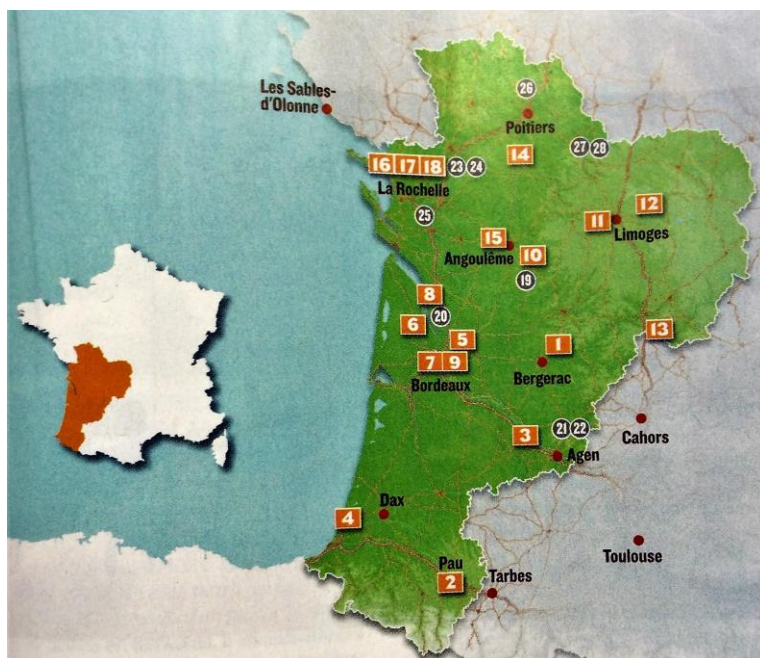 26
Les Sables-
d'Olonne
Poitiers
27 28
14
16 17 18 23 24
La Rochelle
12
11
25
Limoges
15
Angoulême
10
19
8
20
6
13
5
1
7 9
Bergerac
Bordeaux
Cahors
3
21 22
Agen
Dax
4
Toulouse
Pau
2
Tarbes